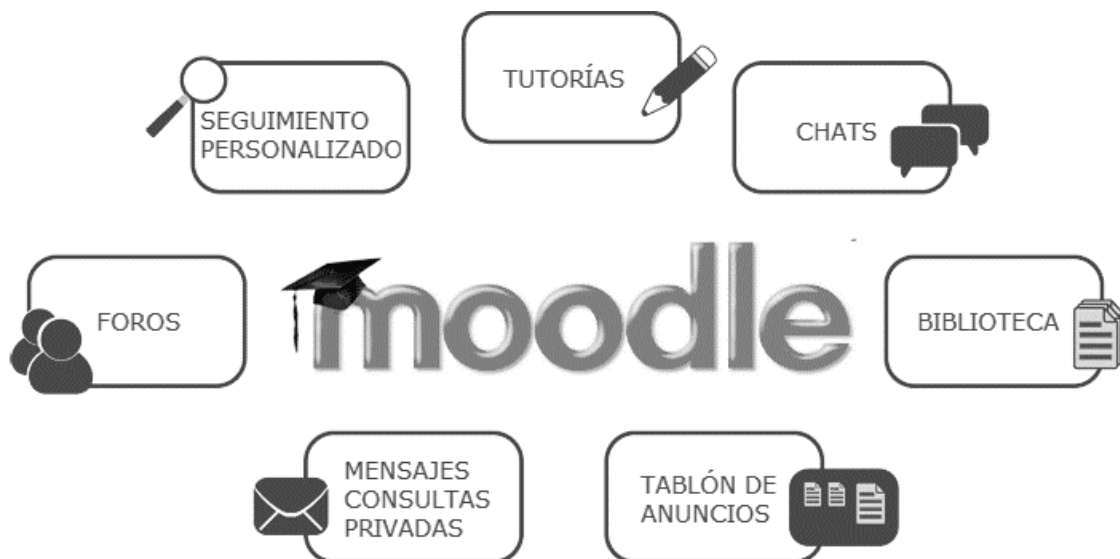 TUTORÍAS
SEGUIMIENTO
PERSONALIZADO
CHATS
FOROS
moodle
BIBLIOTECA
MENSAJES
CONSULTAS
PRIVADAS
TABLÓN DE
ANUNCIOS